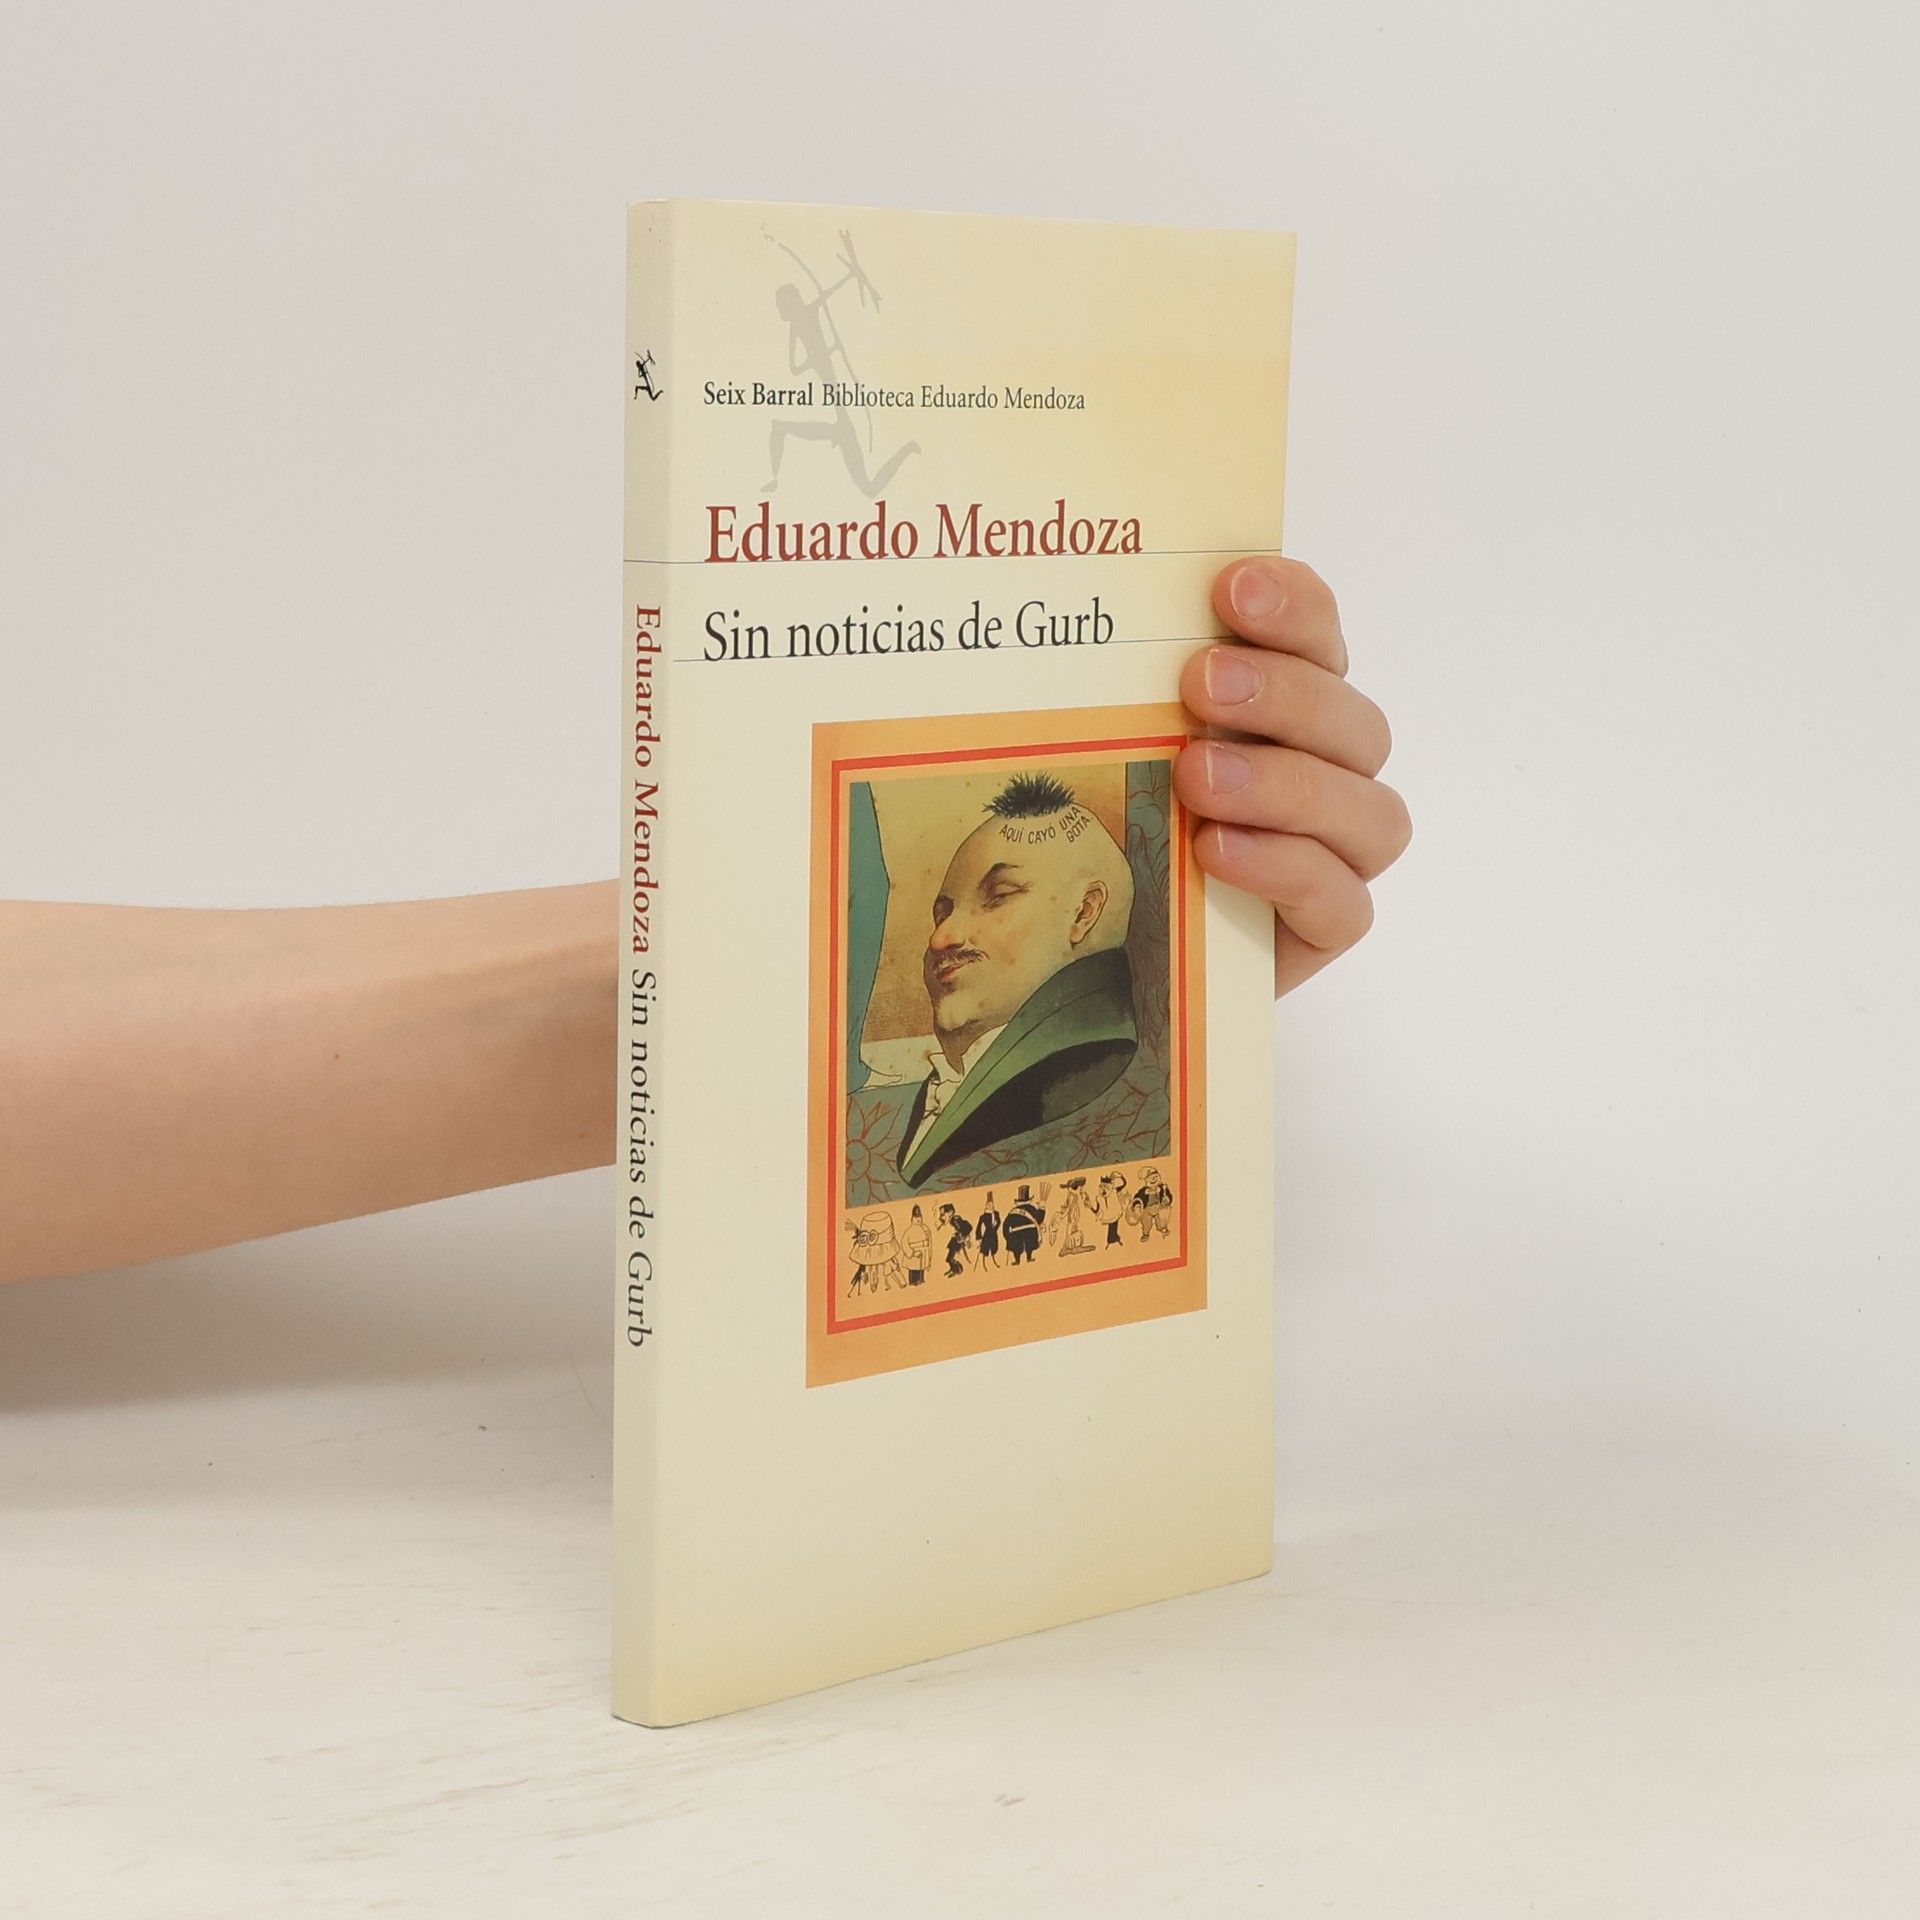 Seix Barral Biblioteca Eduardo Mendoza
Eduardo Mendoza
Sin noticias de Gurb
AQUÍ CAYÓ UNA
GOTA.
Eduardo Mendoza Sin noticias de Gurb